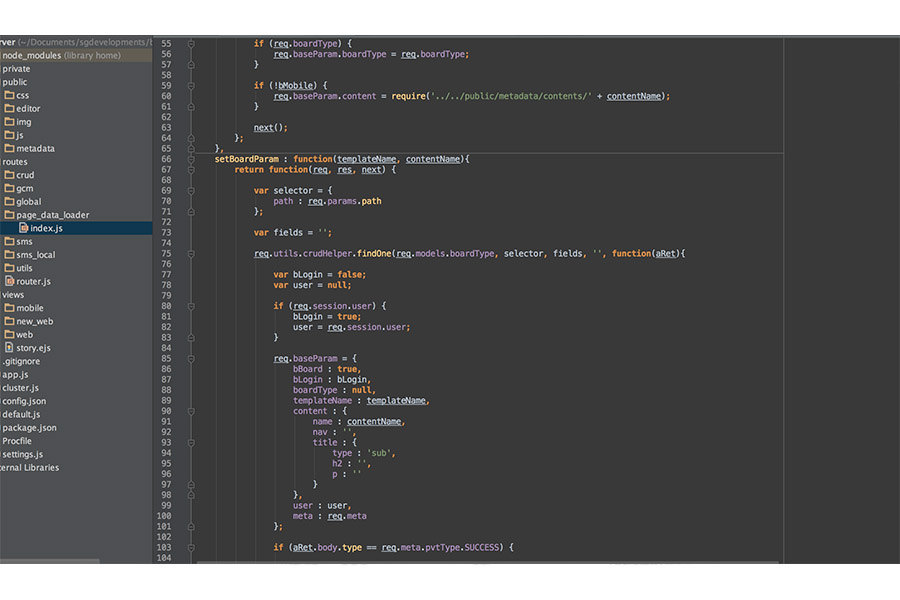 rver (~/Documents/sgdevelopments/b
node_modules (library home)
private
public
css
editor
img
js
metadata
routes
crud
gcm
global
page_data_loader
index.js
sms
sms_local
utils
router.js
views
mobile
new_web
web
story.ejs
.gitignore
app.js
cluster.js
config.json
default.js
package.json
Procfile
settings.js
ternal Libraries
55 if (req.boardType) {
56 req.baseParam.boardType = req.boardType;
57 }
58
59 if (!bMobile) {
60 req.baseParam.content = require('../../public/metadata/contents/' + contentName);
61 }
62
63 next();
64 };
65 },
66 setBoardParam : function(templateName, contentName){
67 return function(req, res, next) {
68
69 var selector = {
70 path : req.params.path
71 };
72
73 var fields = '';
74
75 req.utils.crudHelper.findOne(req.models.boardType, selector, fields, '', function(aRet){
76
77 var bLogin = false;
78 var user = null;
79
80 if (req.session.user) {
81 bLogin = true;
82 user = req.session.user;
83 }
84
85 req.baseParam = {
86 bBoard : true,
87 bLogin : bLogin,
88 boardType : null,
89 templateName : templateName,
90 content : {
91 name : contentName,
92 nav : '',
93 title : {
94 type : 'sub',
95 h2 : '',
96 p : ''
97 }
98 },
99 user : user,
100 meta : req.meta
101 };
102
103 if (aRet.body.type == req.meta.pvtType.SUCCESS) {
104